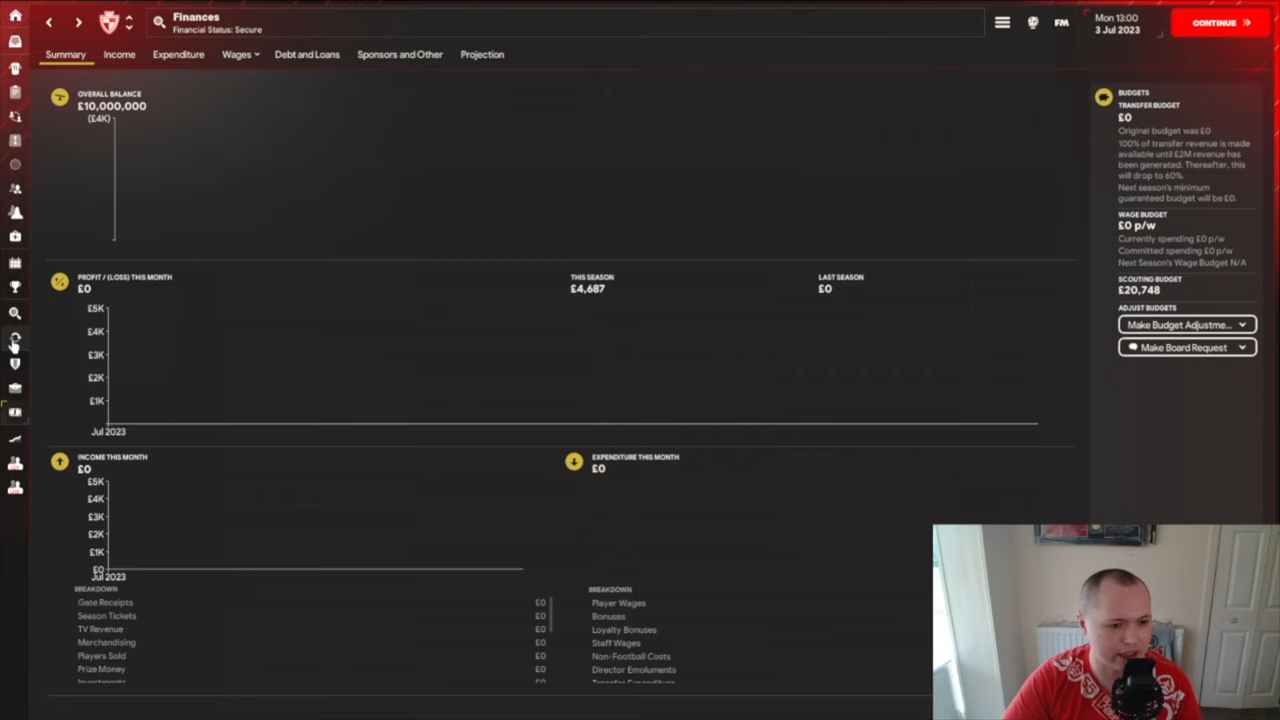 Finances
Financial Status: Secure
FM
Mon 13:00
3 Jul 2023
CONTINUE
Summary
Income
Expenditure
Wages
Debt and Loans
Sponsors and Other
Projection
OVERALL BALANCE
£10,000,000
(£4K)
PROFIT / (LOSS) THIS MONTH
£0
THIS SEASON
£4,687
LAST SEASON
£0
£5K
£4K
£3K
£2K
£1K
Jul 2023
INCOME THIS MONTH
£0
£5K
£4K
£3K
£2K
£1K
£0
Jul 2023
BREAKDOWN
Gate Receipts £0
Season Tickets £0
TV Revenue £0
Merchandising £0
Players Sold £0
Prize Money £0
Investments £0
EXPENDITURE THIS MONTH
£0
BREAKDOWN
Player Wages
Bonuses
Loyalty Bonuses
Staff Wages
Non-Football Costs
Director Emoluments
Transfer Expenditure
BUDGETS
TRANSFER BUDGET
£0
Original budget was £0
100% of transfer revenue is made
available until £2M revenue has
been generated. Thereafter, this
will drop to 60%.
Next season's minimum
guaranteed budget will be £0.
WAGE BUDGET
£0 p/w
Currently spending £0 p/w
Committed spending £0 p/w
Next Season's Wage Budget N/A
SCOUTING BUDGET
£20,748
ADJUST BUDGETS
Make Budget Adjustme...
Make Board Request